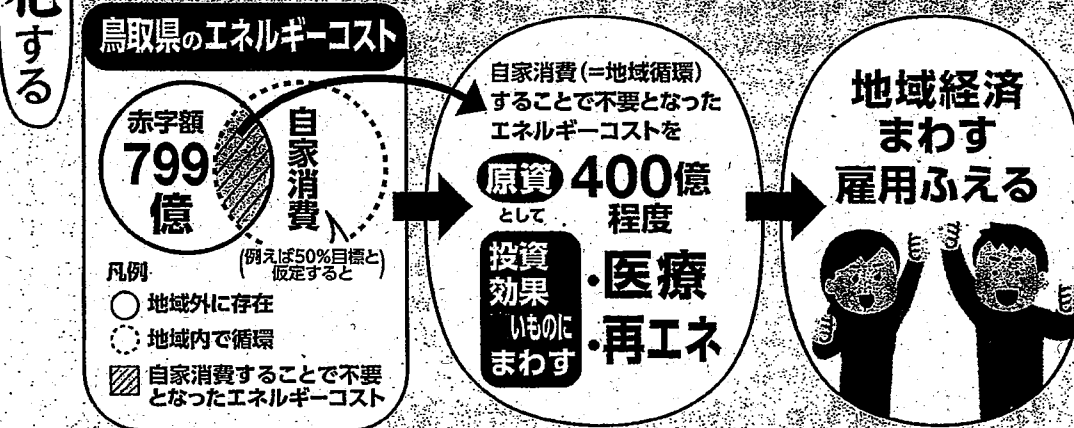 する
鳥取県のエネルギーコスト
赤字額
799
億
自家消費
(例えば50%目標と
仮定すると)
凡例
地域外に存在
地域内で循環
自家消費することで不要
となったエネルギーコスト
自家消費(=地域循環)
することで不要となった
エネルギーコストを
原資 400億
として 程度
投資
効果
いものに
まわす
・医療
・再エネ
地域経済
まわす
雇用ふえる